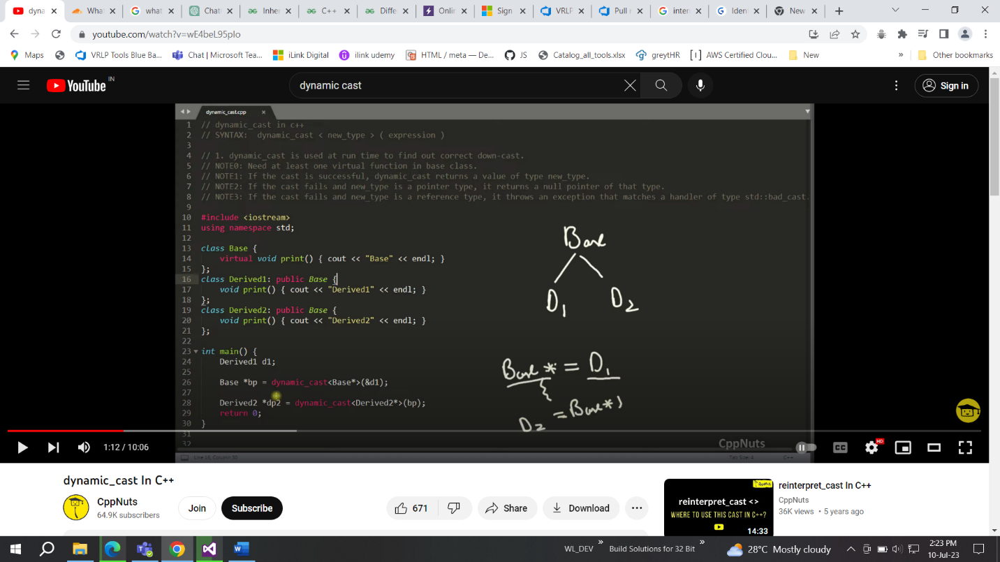 dyna
What
what
Chat
Inher
C++
Diffe
Onlin
Sign
VRLP
Pull r
inter
Iden
New
youtube.com/watch?v=wE4beL95pIo
Maps
VRLP Tools Blue Ba...
Chat | Microsoft Tea...
iLink Digital
ilink udemy
HTML / meta — De...
JS
Catalog_all_tools.xlsx
greytHR
AWS Certified Clou...
New
»
Other bookmarks
YouTube IN
dynamic cast
Sign in
dynamic_cast.cpp
1 // dynamic_cast in c++
2 // SYNTAX: dynamic_cast < new_type > ( expression )
3
4 // 1. dynamic_cast is used at run time to find out correct down-cast.
5 // NOTE0: Need at least one virtual function in base class.
6 // NOTE1: If the cast is successful, dynamic_cast returns a value of type new_type.
7 // NOTE2: If the cast fails and new_type is a pointer type, it returns a null pointer of that type.
8 // NOTE3: If the cast fails and new_type is a reference type, it throws an exception that matches a handler of type std::bad_cast.
9
10 #include <iostream>
11 using namespace std;
12
13 class Base {
14 virtual void print() { cout << "Base" << endl; }
15 };
16 class Derived1: public Base {
17 void print() { cout << "Derived1" << endl; }
18 };
19 class Derived2: public Base {
20 void print() { cout << "Derived2" << endl; }
21 };
22
23 int main() {
24 Derived1 d1;
25
26 Base *bp = dynamic_cast<Base*>(&d1);
27
28 Derived2 *dp2 = dynamic_cast<Derived2*>(bp);
29 return 0;
30 }
31
32
Base
D1 D2
Base * = D1
D2 = Base*)
CppNuts
Line 16, Column 30
Tab Size: 4
C++
1:12 / 10:06
CC
HD
dynamic_cast In C++
CppNuts
64.9K subscribers
Join
Subscribe
671
Share
Download
reinterpret_cast <>
WHERE TO USE THIS CAST IN C++?
14:33
reinterpret_cast In C++
CppNuts
36K views • 5 years ago
WL_DEV »
Build Solutions for 32 Bit »
28°C Mostly cloudy
2:23 PM
10-Jul-23